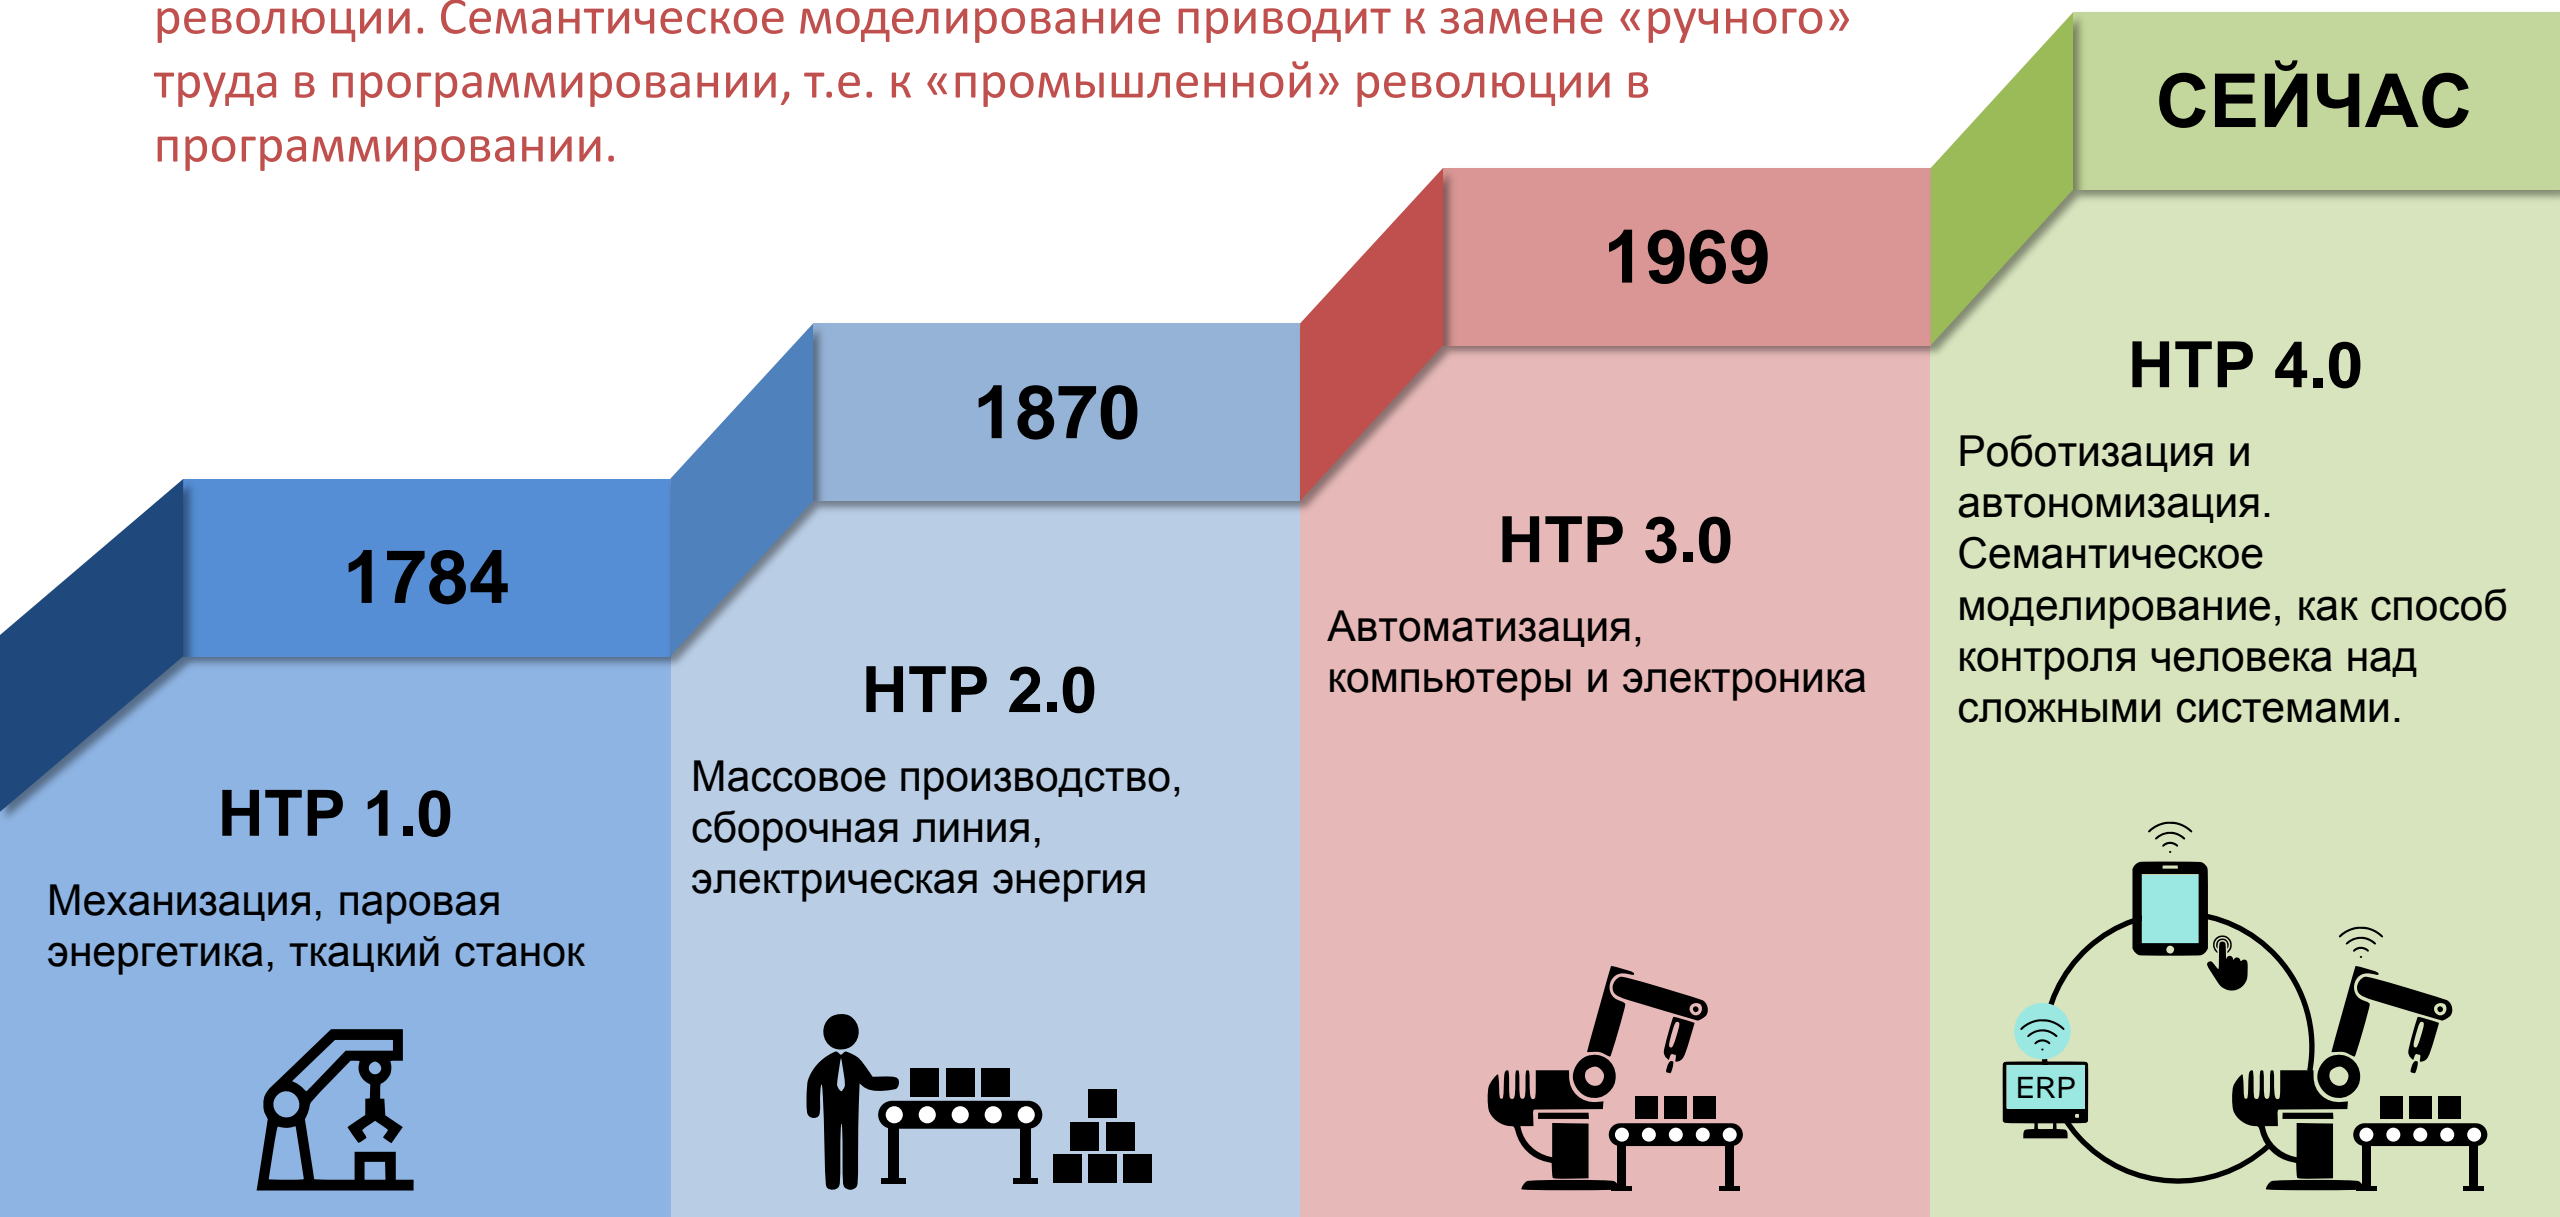 революции. Семантическое моделирование приводит к замене «ручного»
труда в программировании, т.е. к «промышленной» революции в
программировании.
1784
НТР 1.0
Механизация, паровая
энергетика, ткацкий станок
1870
НТР 2.0
Массовое производство,
сборочная линия,
электрическая энергия
1969
НТР 3.0
Автоматизация,
компьютеры и электроника
СЕЙЧАС
НТР 4.0
Роботизация и
автономизация.
Семантическое
моделирование, как способ
контроля человека над
сложными системами.
ERP